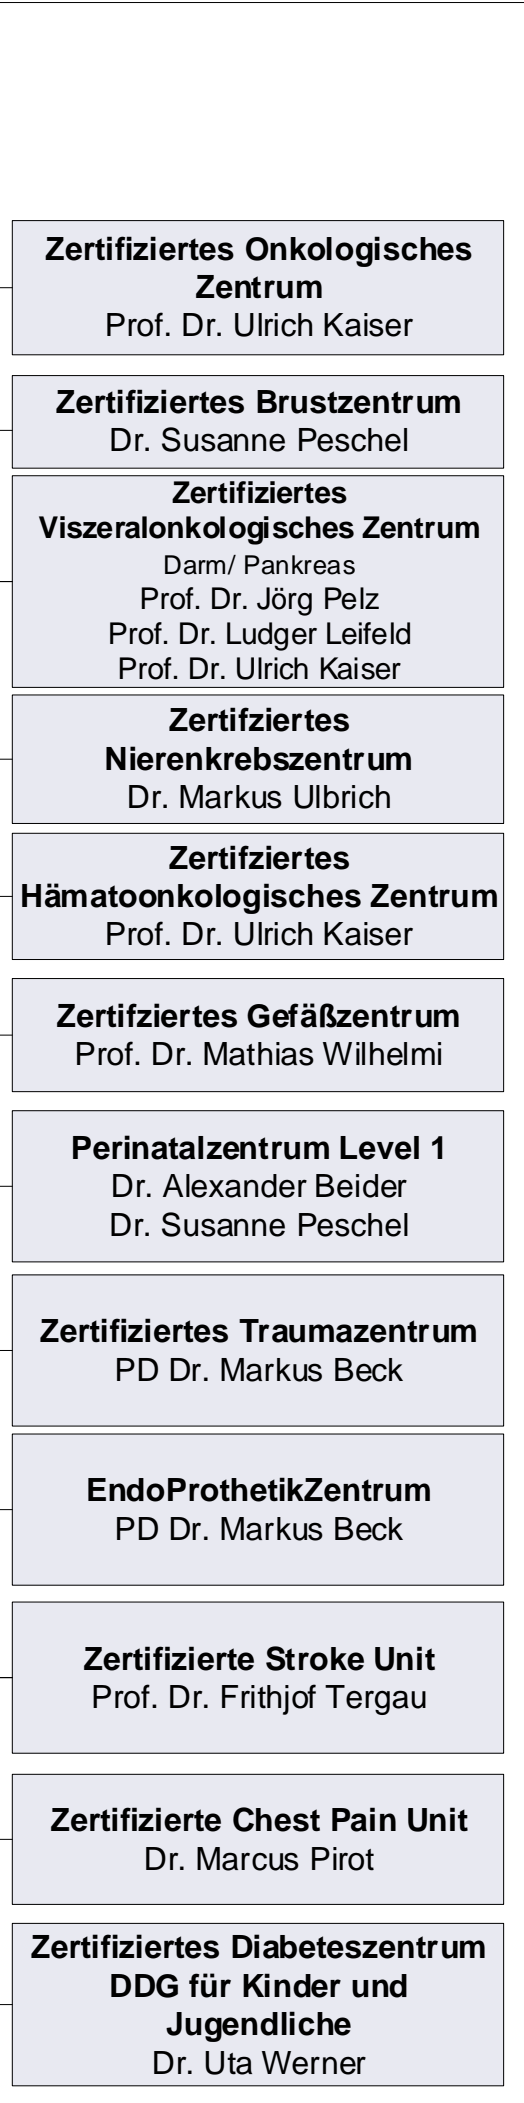 Zertifiziertes Onkologisches
Zentrum
Prof. Dr. Ulrich Kaiser
Zertifiziertes Brustzentrum
Dr. Susanne Peschel
Zertifiziertes
Viszeralonkologisches Zentrum
Darm/ Pankreas
Prof. Dr. Jörg Pelz
Prof. Dr. Ludger Leifeld
Prof. Dr. Ulrich Kaiser
Zertifziertes
Nierenkrebszentrum
Dr. Markus Ulbrich
Zertifziertes
Hämatoonkologisches Zentrum
Prof. Dr. Ulrich Kaiser
Zertifziertes Gefäßzentrum
Prof. Dr. Mathias Wilhelmi
Perinatalzentrum Level 1
Dr. Alexander Beider
Dr. Susanne Peschel
Zertifiziertes Traumazentrum
PD Dr. Markus Beck
EndoProthetikZentrum
PD Dr. Markus Beck
Zertifizierte Stroke Unit
Prof. Dr. Frithjof Tergau
Zertifizierte Chest Pain Unit
Dr. Marcus Pirot
Zertifiziertes Diabeteszentrum
DDG für Kinder und
Jugendliche
Dr. Uta Werner